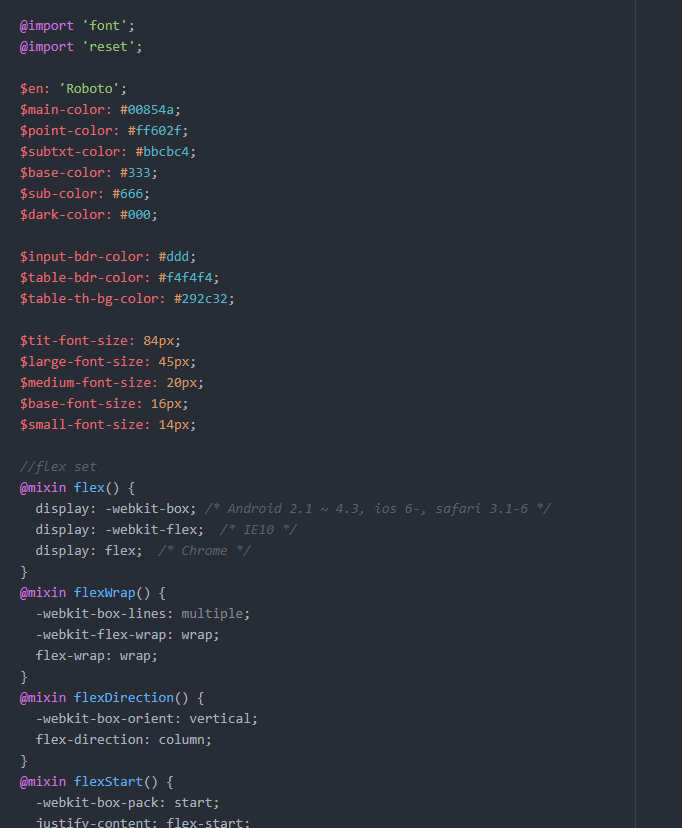 @import 'font';
@import 'reset';
$en: 'Roboto';
$main-color: #00854a;
$point-color: #ff602f;
$subtxt-color: #bbcbc4;
$base-color: #333;
$sub-color: #666;
$dark-color: #000;
$input-bdr-color: #ddd;
$table-bdr-color: #f4f4f4;
$table-th-bg-color: #292c32;
$tit-font-size: 84px;
$large-font-size: 45px;
$medium-font-size: 20px;
$base-font-size: 16px;
$small-font-size: 14px;
//flex set
@mixin flex() {
display: -webkit-box; /* Android 2.1 ~ 4.3, ios 6-, safari 3.1-6 */
display: -webkit-flex;  /* IE10 */
display: flex;  /* Chrome */
}
@mixin flexWrap() {
-webkit-box-lines: multiple;
-webkit-flex-wrap: wrap;
flex-wrap: wrap;
}
@mixin flexDirection() {
-webkit-box-orient: vertical;
flex-direction: column;
}
@mixin flexStart() {
-webkit-box-pack: start;
justify-content: flex-start;